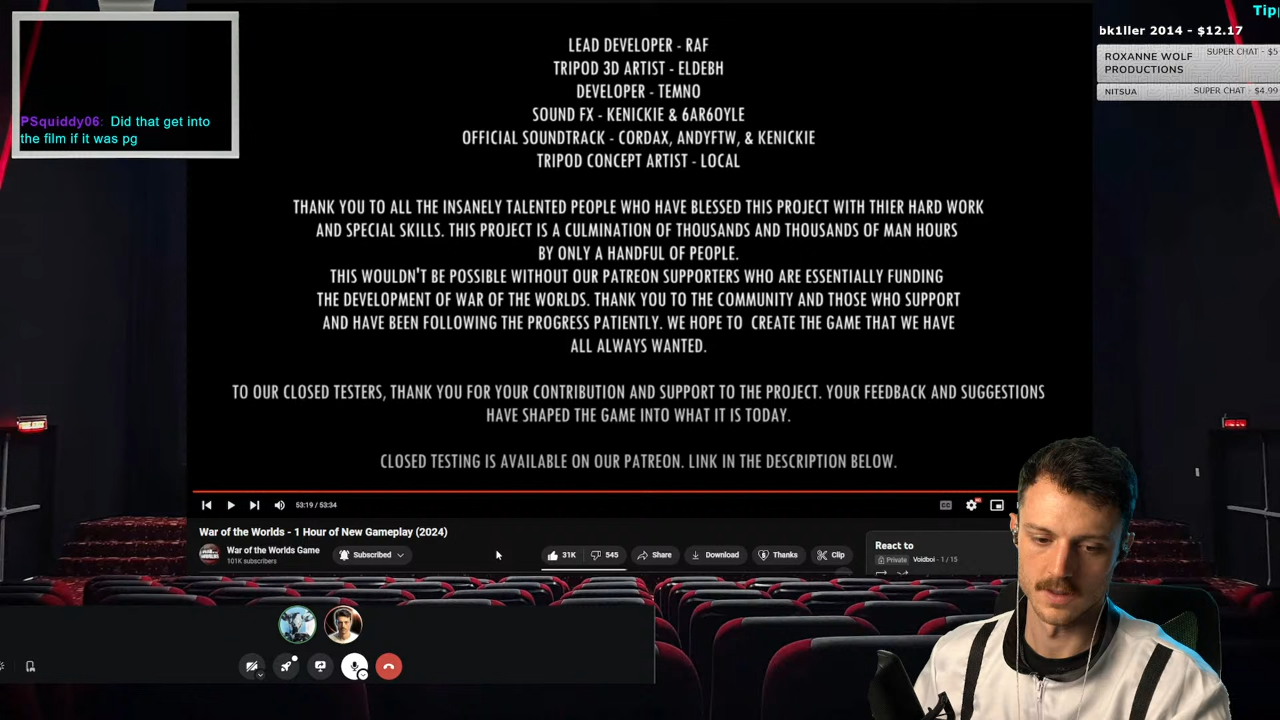 Tipp
bk1ller 2014 - $12.17
ROXANNE WOLF
PRODUCTIONS
SUPER CHAT - $5
NITSUA
SUPER CHAT - $4.99
PSquiddy06: Did that get into
the film if it was pg
LEAD DEVELOPER - RAF
TRIPOD 3D ARTIST - ELDEBH
DEVELOPER - TEMNO
SOUND FX - KENICKIE & 6AR6OYLE
OFFICIAL SOUNDTRACK - CORDAX, ANDYFTW, & KENICKIE
TRIPOD CONCEPT ARTIST - LOCAL
THANK YOU TO ALL THE INSANELY TALENTED PEOPLE WHO HAVE BLESSED THIS PROJECT WITH THIER HARD WORK
AND SPECIAL SKILLS. THIS PROJECT IS A CULMINATION OF THOUSANDS AND THOUSANDS OF MAN HOURS
BY ONLY A HANDFUL OF PEOPLE.
THIS WOULDN'T BE POSSIBLE WITHOUT OUR PATREON SUPPORTERS WHO ARE ESSENTIALLY FUNDING
THE DEVELOPMENT OF WAR OF THE WORLDS. THANK YOU TO THE COMMUNITY AND THOSE WHO SUPPORT
AND HAVE BEEN FOLLOWING THE PROGRESS PATIENTLY. WE HOPE TO CREATE THE GAME THAT WE HAVE
ALL ALWAYS WANTED.
TO OUR CLOSED TESTERS, THANK YOU FOR YOUR CONTRIBUTION AND SUPPORT TO THE PROJECT. YOUR FEEDBACK AND SUGGESTIONS
HAVE SHAPED THE GAME INTO WHAT IT IS TODAY.
CLOSED TESTING IS AVAILABLE ON OUR PATREON. LINK IN THE DESCRIPTION BELOW.
53:19 / 53:34
War of the Worlds - 1 Hour of New Gameplay (2024)
War of the Worlds Game
101K subscribers
Subscribed
31K
545
Share
Download
Thanks
Clip
React to
Private
Voidboi - 1 / 15